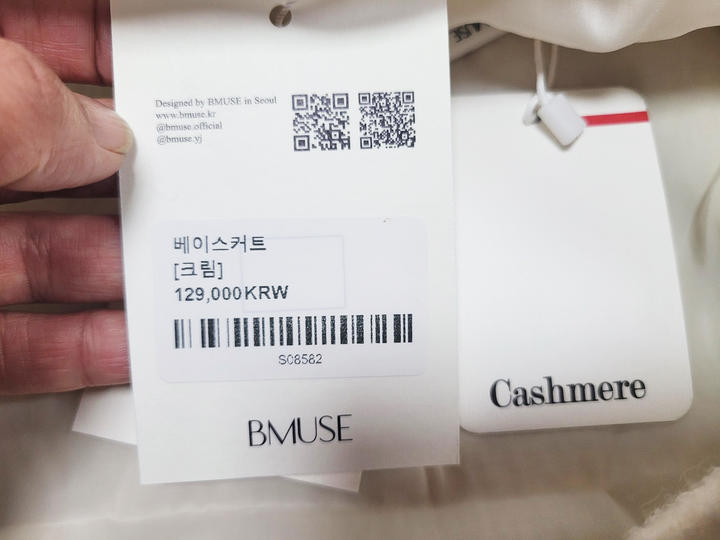 Designed by BMUSE in Seoul
www.bmuse.kr
@bmuse.official
@bmuse.yj
베이스커트
[크림]
129,000KRW
S08582
BMUSE
Cashmere